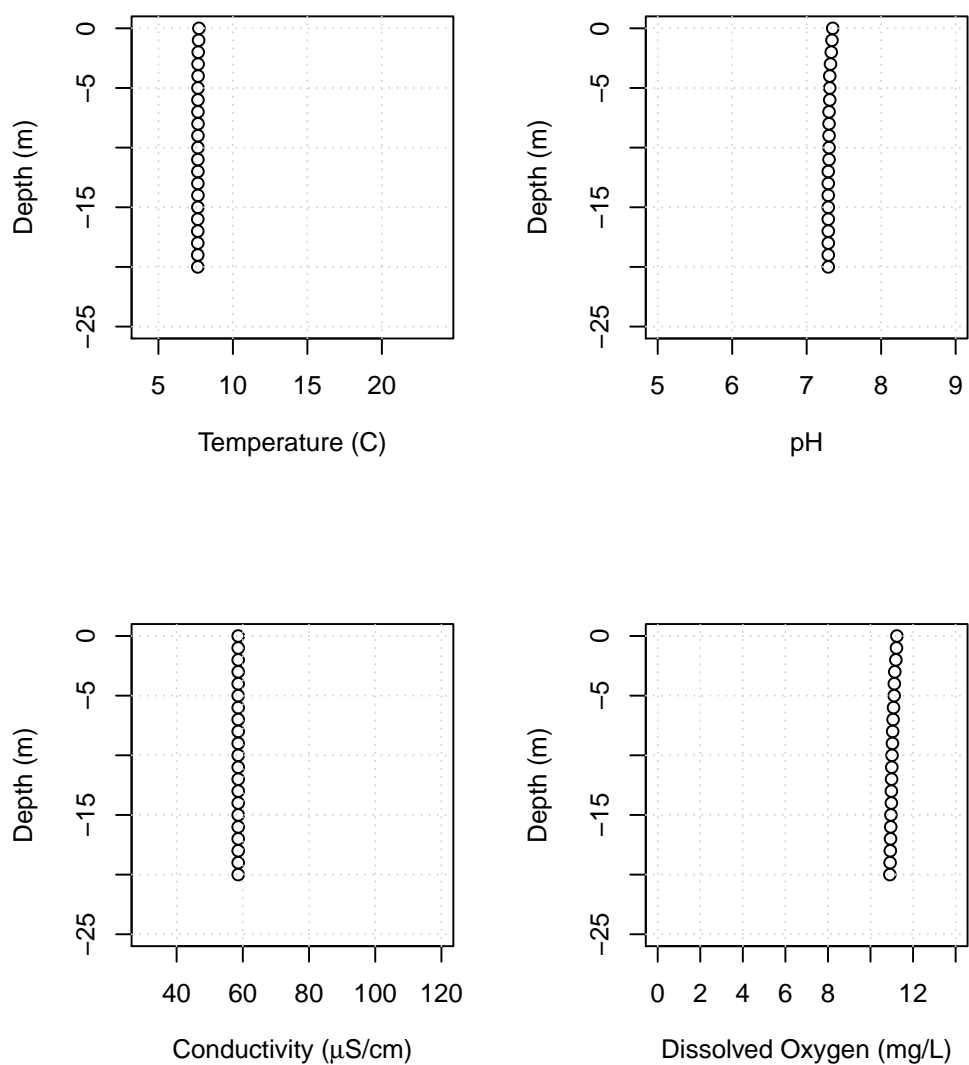 0
−5
−15
−25
Depth (m)
5 10 15 20
Temperature (C)
0
−5
−15
−25
Depth (m)
5 6 7 8 9
pH
0
−5
−15
−25
Depth (m)
40 60 80 100 120
Conductivity (μS/cm)
0
−5
−15
−25
Depth (m)
0 2 4 6 8 12
Dissolved Oxygen (mg/L)